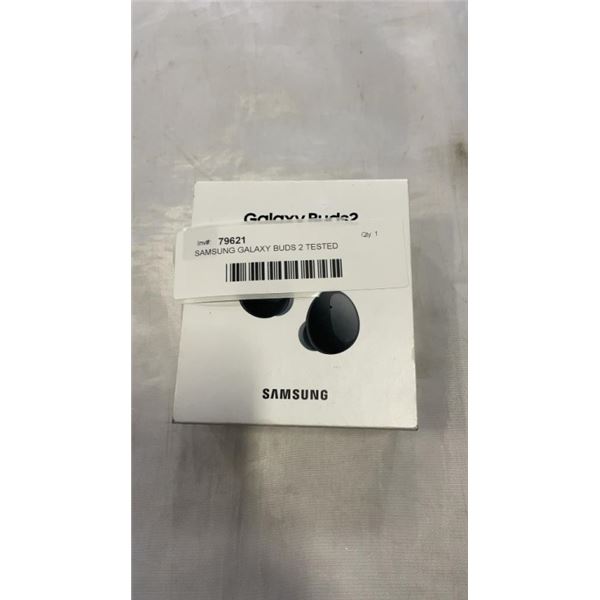 Galaxy Buds2
Inv#: 79621 Qty: 1
SAMSUNG GALAXY BUDS 2 TESTED
SAMSUNG